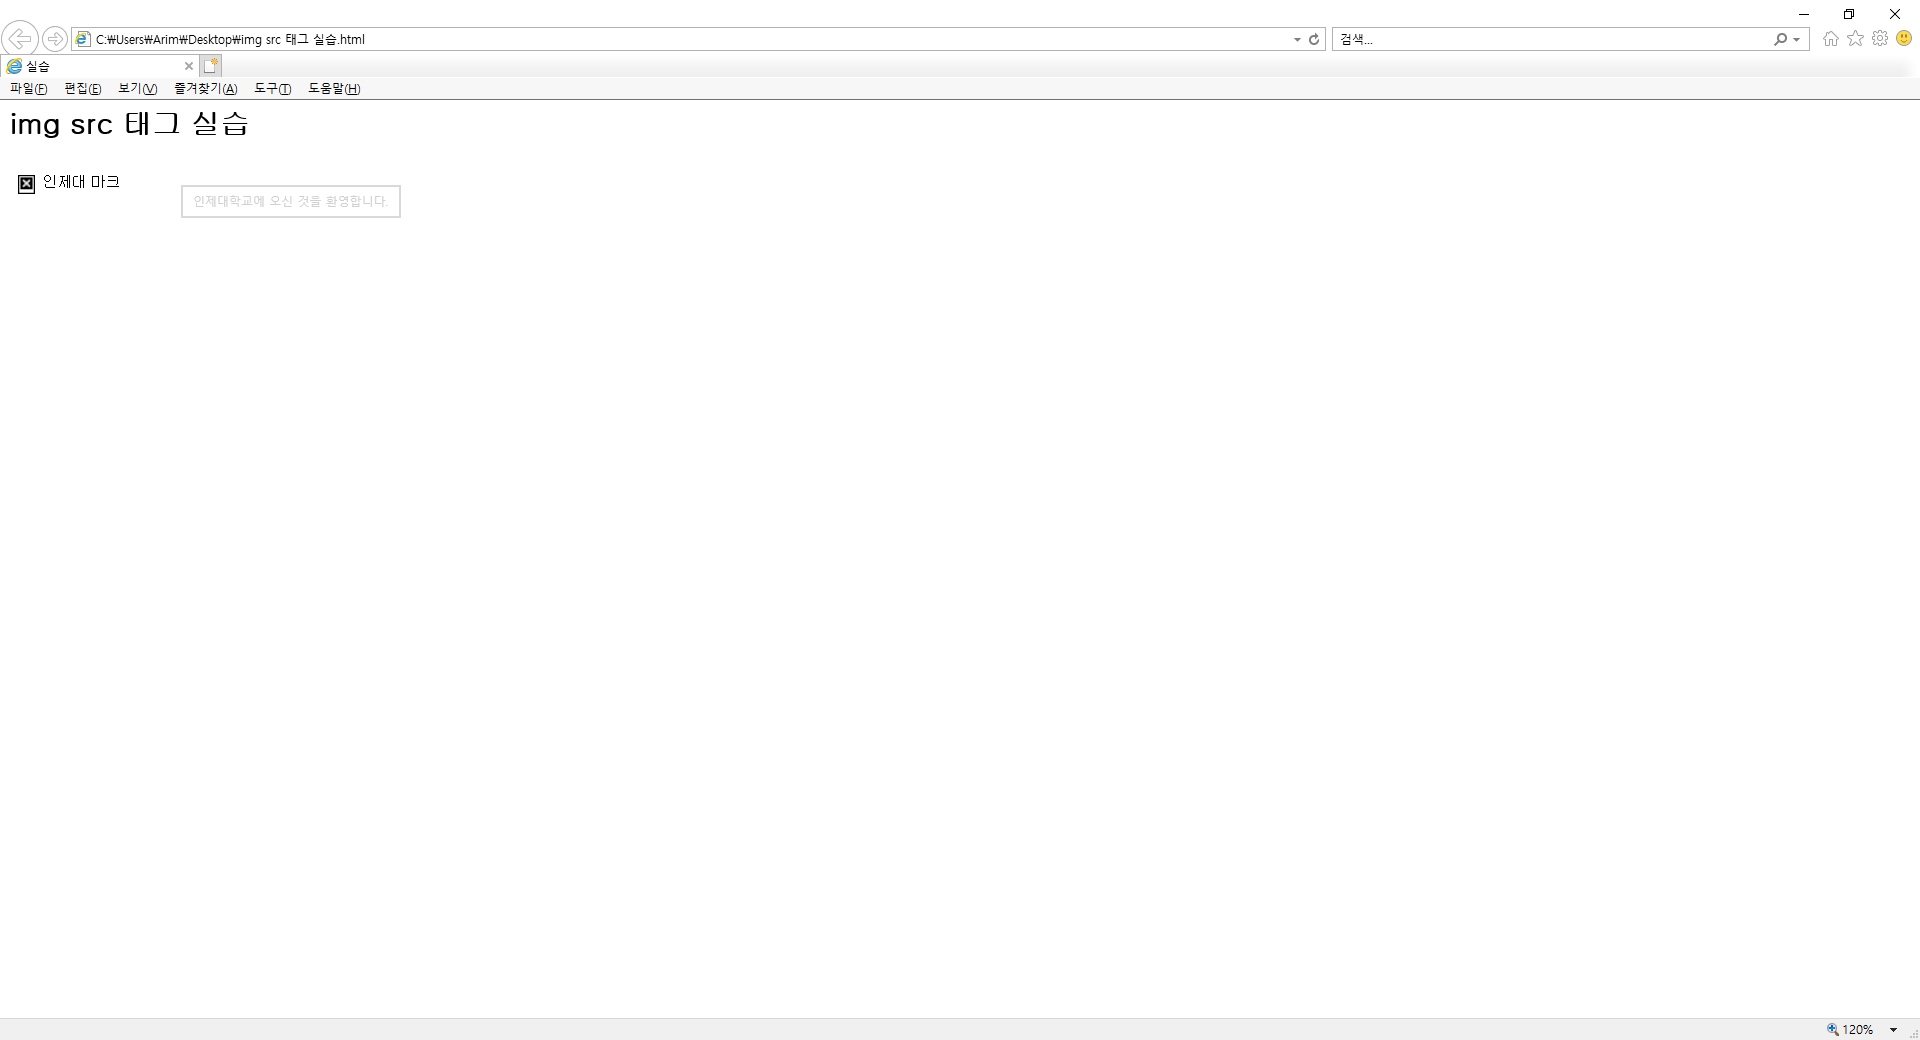 C:￦Users￦Arim￦Desktop￦img src 태그 실습.html
검색...
실습
파일(F) 편집(E) 보기(V) 즐겨찾기(A) 도구(T) 도움말(H)
img src 태그 실습
인제대 마크
인제대학교에 오신 것을 환영합니다.
120%